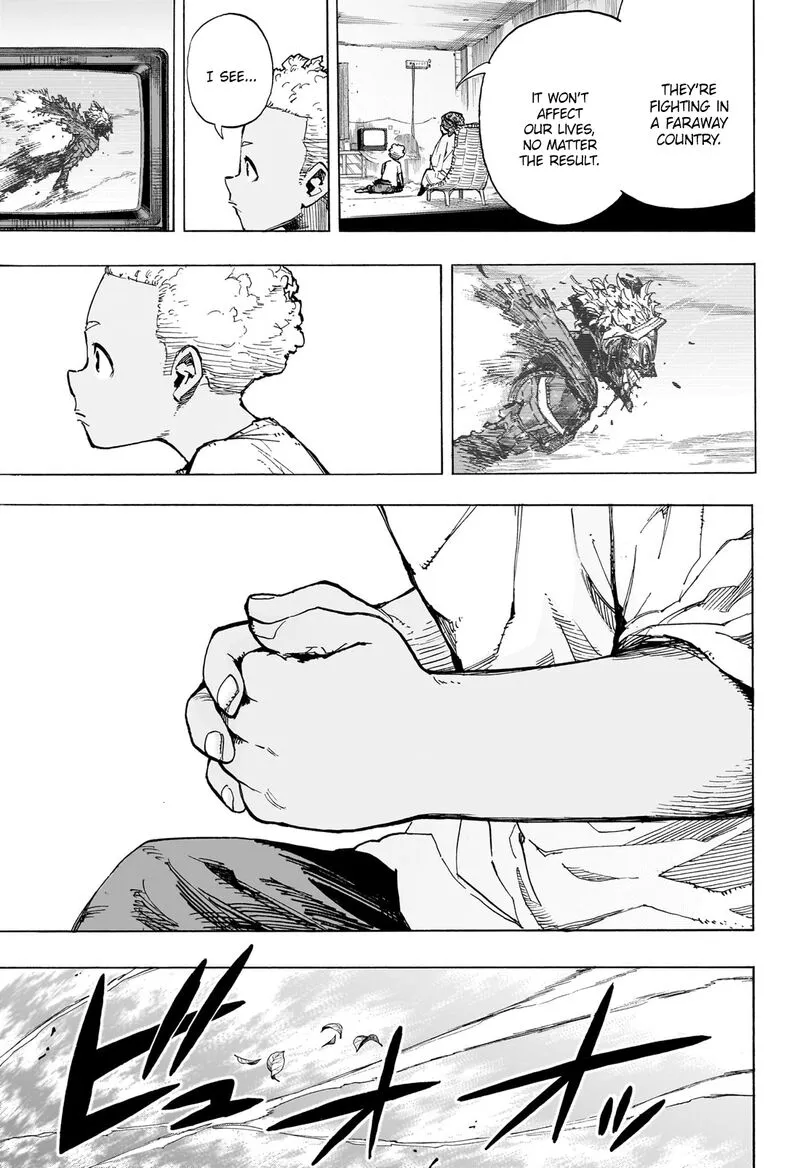 THEY'RE
FIGHTING IN
A FARAWAY
COUNTRY.
IT WON'T
AFFECT
OUR LIVES,
NO MATTER
THE RESULT.
I SEE...
ビュオオッ